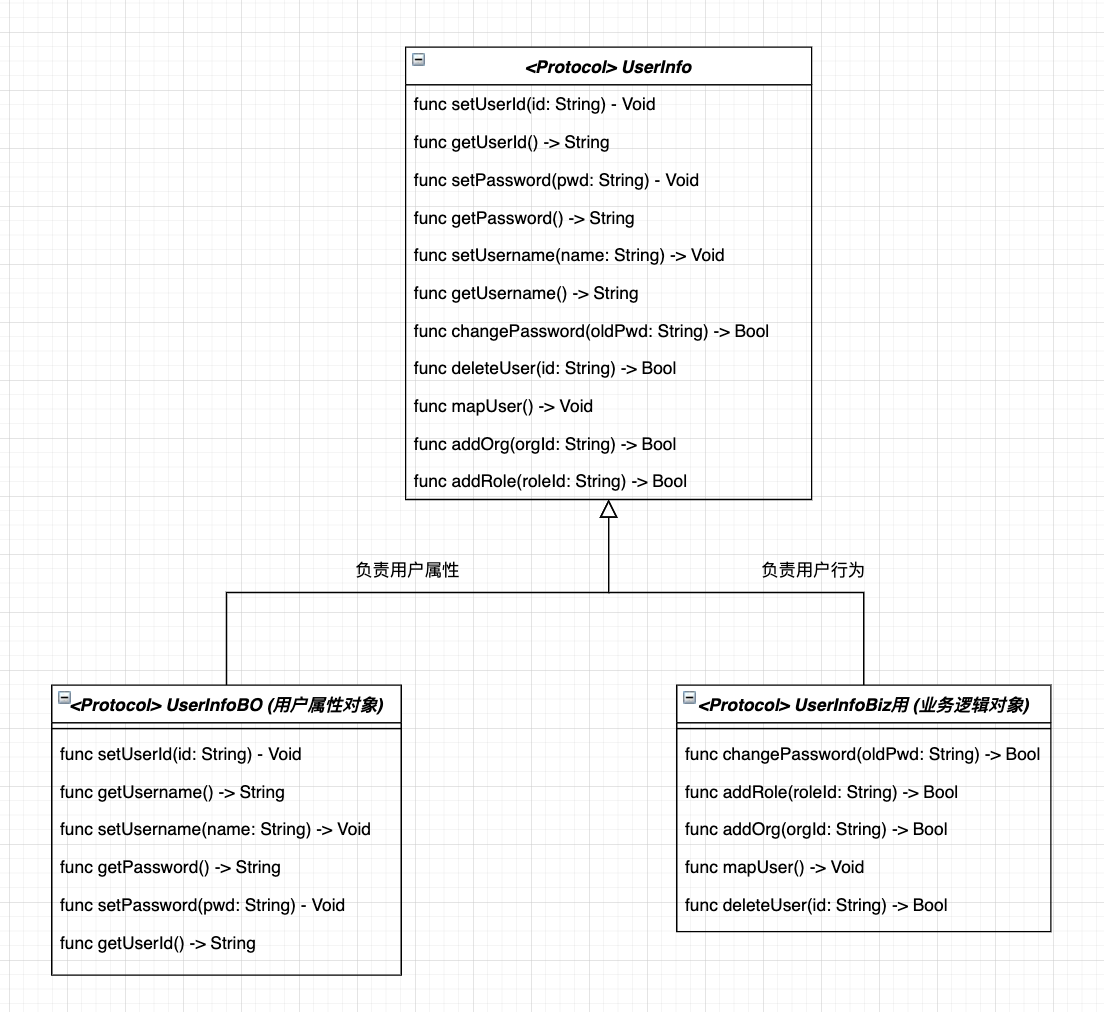 <Protocol> UserInfo
func setUserId(id: String) - Void
func getUserId() -> String
func setPassword(pwd: String) - Void
func getPassword() -> String
func setUsername(name: String) -> Void
func getUsername() -> String
func changePassword(oldPwd: String) -> Bool
func deleteUser(id: String) -> Bool
func mapUser() -> Void
func addOrg(orgId: String) -> Bool
func addRole(roleId: String) -> Bool
负责用户属性
负责用户行为
<Protocol> UserInfoBO (用户属性对象)
func setUserId(id: String) - Void
func getUsername() -> String
func setUsername(name: String) -> Void
func getPassword() -> String
func setPassword(pwd: String) - Void
func getUserId() -> String
<Protocol> UserInfoBiz用 (业务逻辑对象)
func changePassword(oldPwd: String) -> Bool
func addRole(roleId: String) -> Bool
func addOrg(orgId: String) -> Bool
func mapUser() -> Void
func deleteUser(id: String) -> Bool